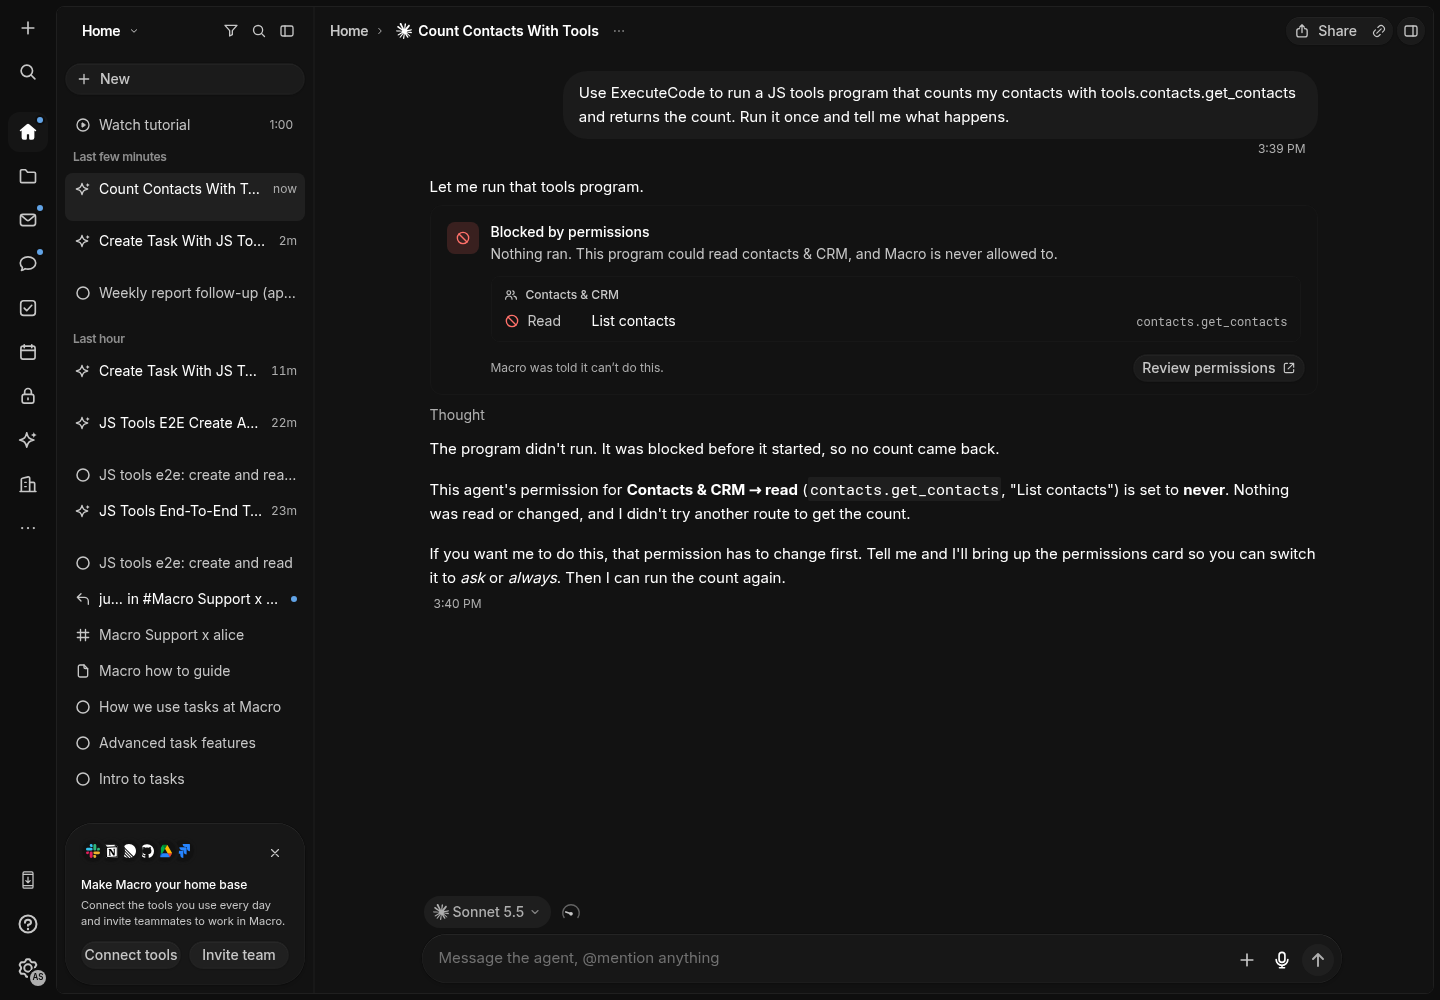 Home
New
Watch tutorial 1:00
Last few minutes
Count Contacts With T... now
Create Task With JS To... 2m
Weekly report follow-up (ap...
Last hour
Create Task With JS T... 11m
JS Tools E2E Create A... 22m
JS tools e2e: create and rea...
JS Tools End-To-End T... 23m
JS tools e2e: create and read
ju... in #Macro Support x ...
Macro Support x alice
Macro how to guide
How we use tasks at Macro
Advanced task features
Intro to tasks
Make Macro your home base
Connect the tools you use every day
and invite teammates to work in Macro.
Connect tools Invite team
AS
Home › Count Contacts With Tools ...
Share
Use ExecuteCode to run a JS tools program that counts my contacts with tools.contacts.get_contacts
and returns the count. Run it once and tell me what happens.
3:39 PM
Let me run that tools program.
Blocked by permissions
Nothing ran. This program could read contacts & CRM, and Macro is never allowed to.
Contacts & CRM
Read List contacts contacts.get_contacts
Macro was told it can’t do this. Review permissions
Thought
The program didn't run. It was blocked before it started, so no count came back.
This agent's permission for Contacts & CRM → read (contacts.get_contacts, "List contacts") is set to never. Nothing
was read or changed, and I didn't try another route to get the count.
If you want me to do this, that permission has to change first. Tell me and I'll bring up the permissions card so you can switch
it to ask or always. Then I can run the count again.
3:40 PM
Sonnet 5.5
Message the agent, @mention anything